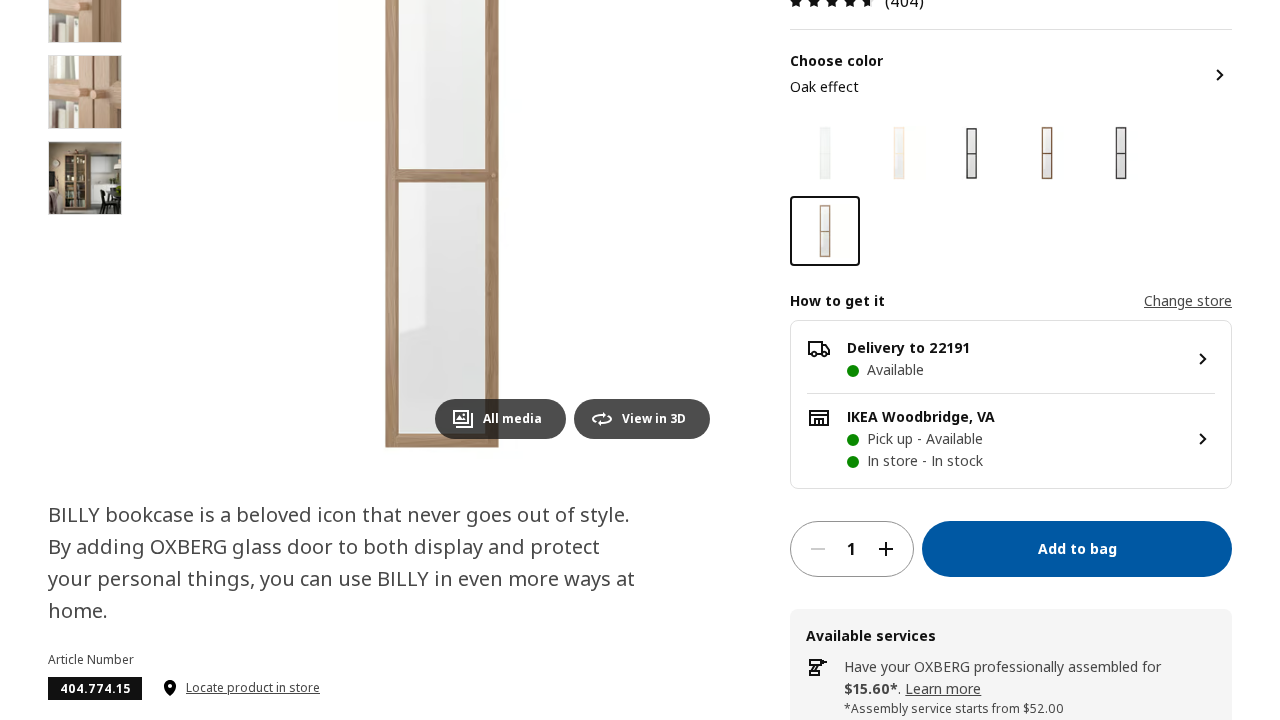 (404)
Choose color
Oak effect
How to get it
Change store
Delivery to 22191
Available
IKEA Woodbridge, VA
Pick up - Available
In store - In stock
1
Add to bag
Available services
Have your OXBERG professionally assembled for
$15.60*. Learn more
*Assembly service starts from $52.00
All media
View in 3D
BILLY bookcase is a beloved icon that never goes out of style.
By adding OXBERG glass door to both display and protect
your personal things, you can use BILLY in even more ways at
home.
Article Number
404.774.15
Locate product in store